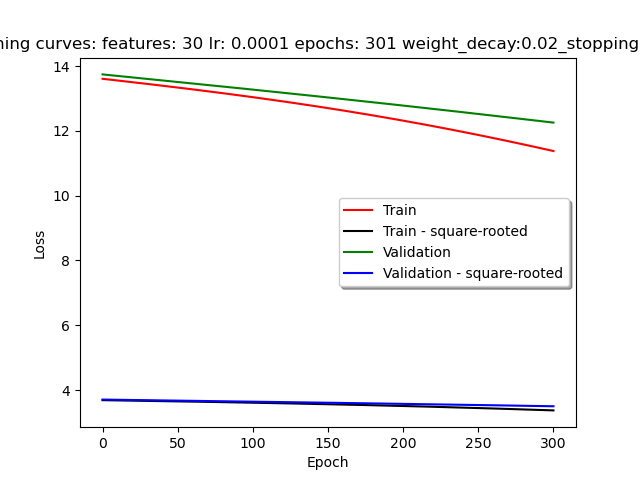 ning curves: features: 30 lr: 0.0001 epochs: 301 weight_decay:0.02_stopping
14
12
10
8
6
4
Loss
Train
Train - square-rooted
Validation
Validation - square-rooted
0 50 100 150 200 250 300
Epoch